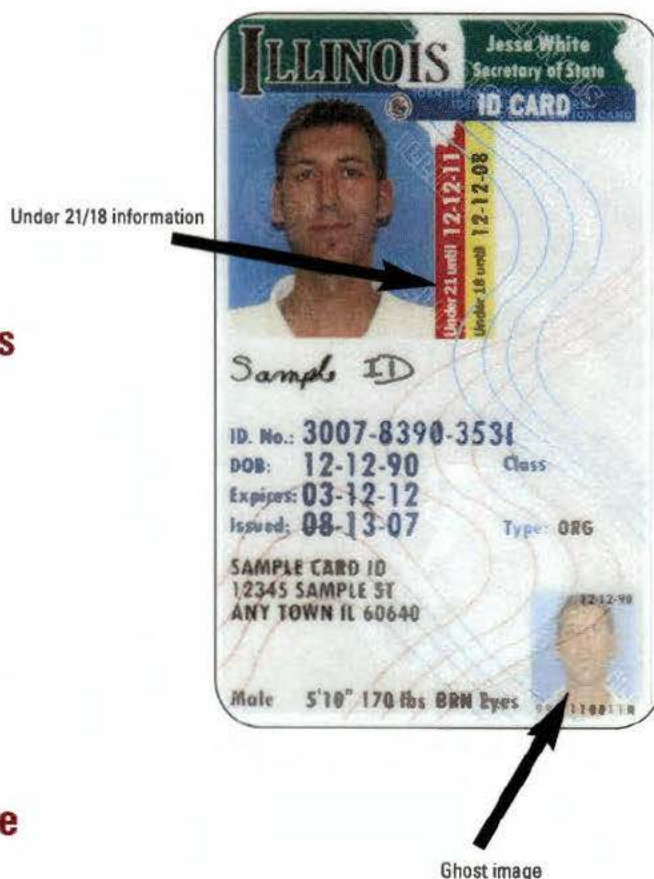 ILLINOIS
Jesse White
Secretary of State
ID CARD
Under 21 until 12-12-11
Under 18 until 12-12-08
Under 21/18 information
s
Sample ID
ID. No.: 3007-8390-353
DOB: 12-12-90 Class
Expires: 03-12-12
Issued: 08-13-07 Type: ORG
SAMPLE CARD ID
12345 SAMPLE ST
ANY TOWN IL 60640
12-12-90
Male 5'10" 170 lbs BRN Eyes
e
Ghost image